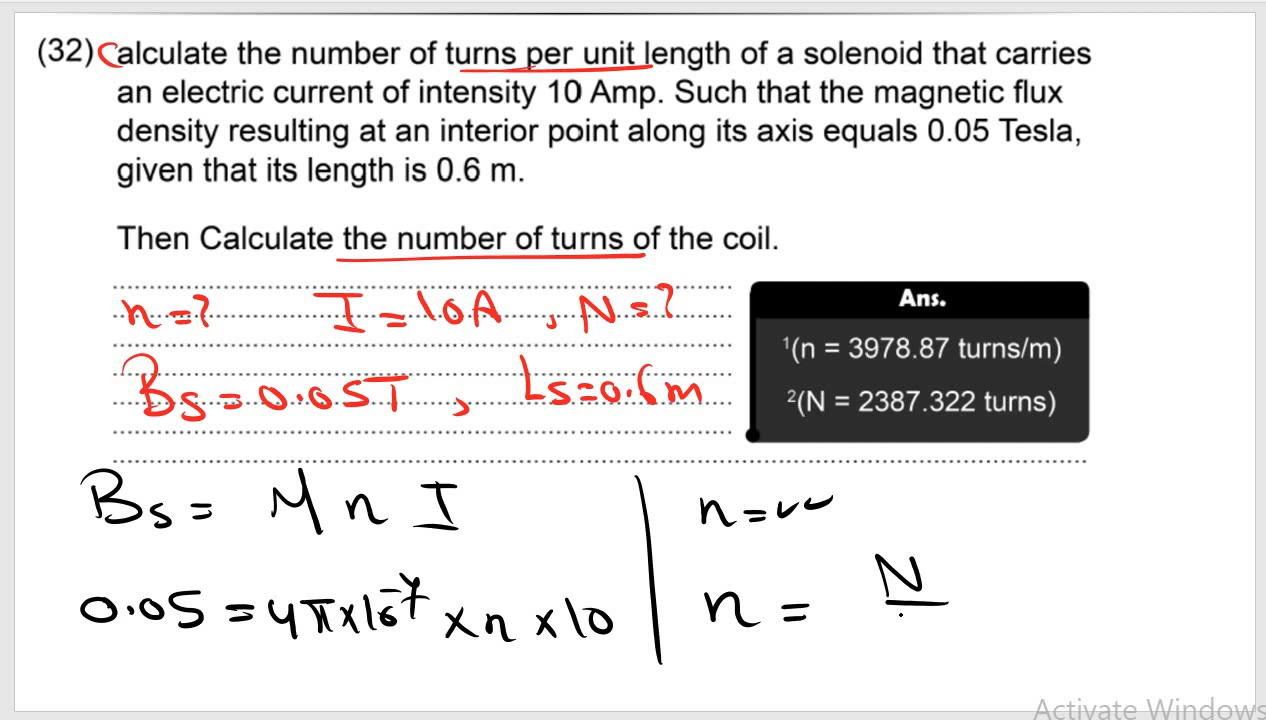 (32) Calculate the number of turns per unit length of a solenoid that carries
an electric current of intensity 10 Amp. Such that the magnetic flux
density resulting at an interior point along its axis equals 0.05 Tesla,
given that its length is 0.6 m.
Then Calculate the number of turns of the coil.
n = ? I = 10A , N = ?
Bs = 0.05T , Ls = 0.6m
Ans.
¹(n = 3978.87 turns/m)
²(N = 2387.322 turns)
Bs = M n I
0.05 = 4π×10⁻⁷ × n × 10
n = ✓✓
n = N
Activate Windows